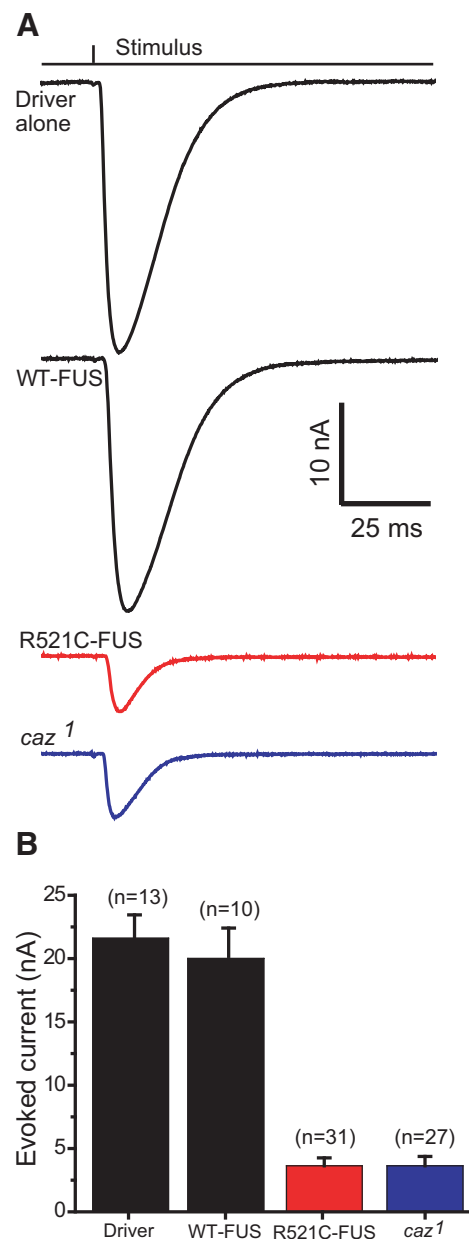 A
Stimulus
Driver
alone
WT-FUS
10 nA
25 ms
R521C-FUS
caz 1
B
Evoked current (nA)
25
20
15
10
5
0
(n=13)
(n=10)
(n=31)
(n=27)
Driver
WT-FUS
R521C-FUS
caz1